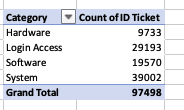 Category Count of ID Ticket
Hardware 9733
Login Access 29193
Software 19570
System 39002
Grand Total 97498